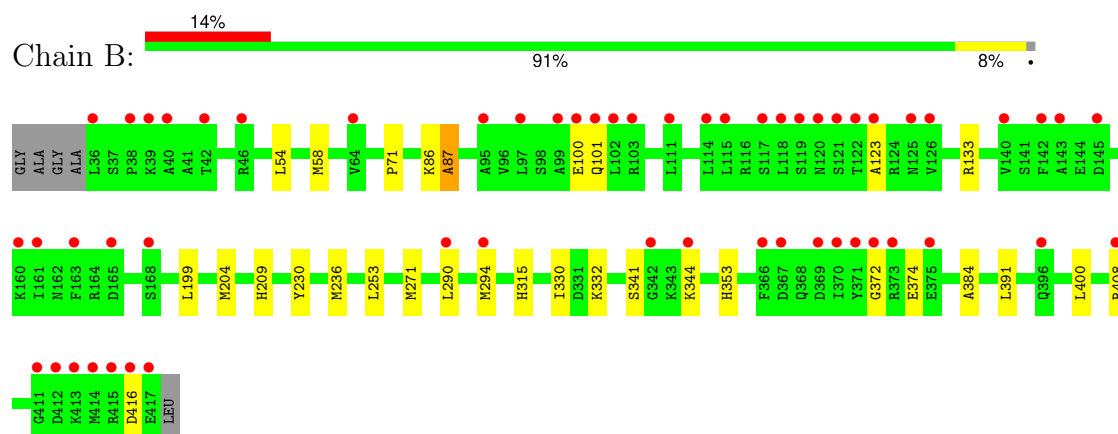 14%
Chain B:
91% 8% •
GLY ALA GLY ALA L36 S37 P38 K39 A40 A41 T42 R46 L54 M58 V64 P71 K86 A87 A95 V96 L97 S98 A99 E100 Q101 L102 R103 L111 L114 L115 R116 S117 L118 S119 N120 S121 T122 A123 R124 N125 V126 R133 V140 S141 F142 A143 E144 D145
K160 I161 N162 F163 R164 D165 S168 L199 M204 H209 Y230 M236 L253 M271 L290 M294 H315 I330 D331 K332 S341 G342 K343 K344 H353 F366 D367 Q368 D369 I370 Y371 G372 R373 E374 E375 A384 L391 Q396 L400
G411 D412 K413 M414 R415 D416 E417 LEU